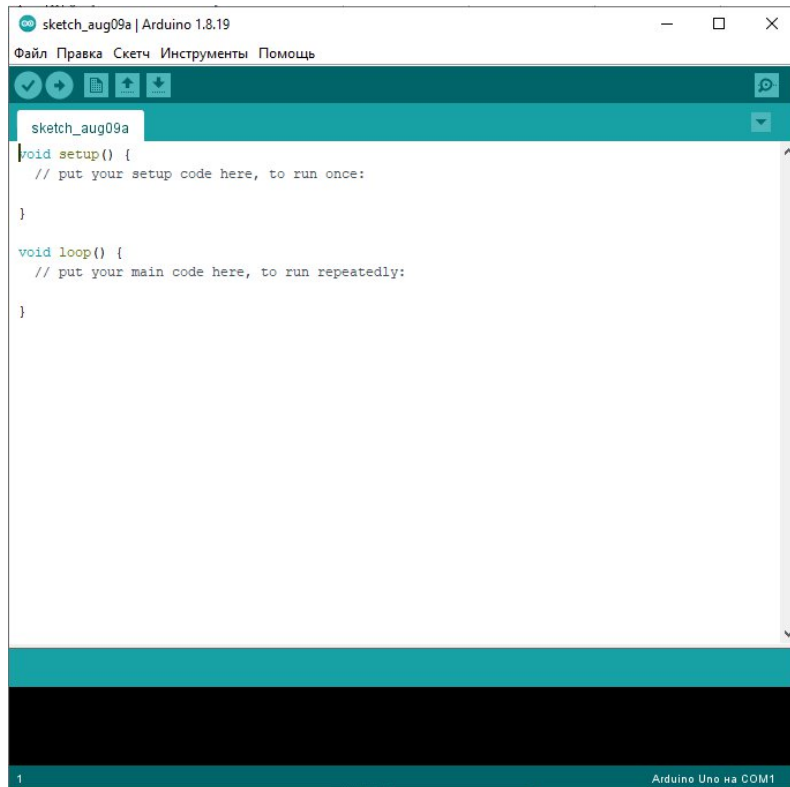 sketch_aug09a | Arduino 1.8.19
Файл Правка Скетч Инструменты Помощь
sketch_aug09a
void setup() {
  // put your setup code here, to run once:
}
void loop() {
  // put your main code here, to run repeatedly:
}
1
Arduino Uno на COM1